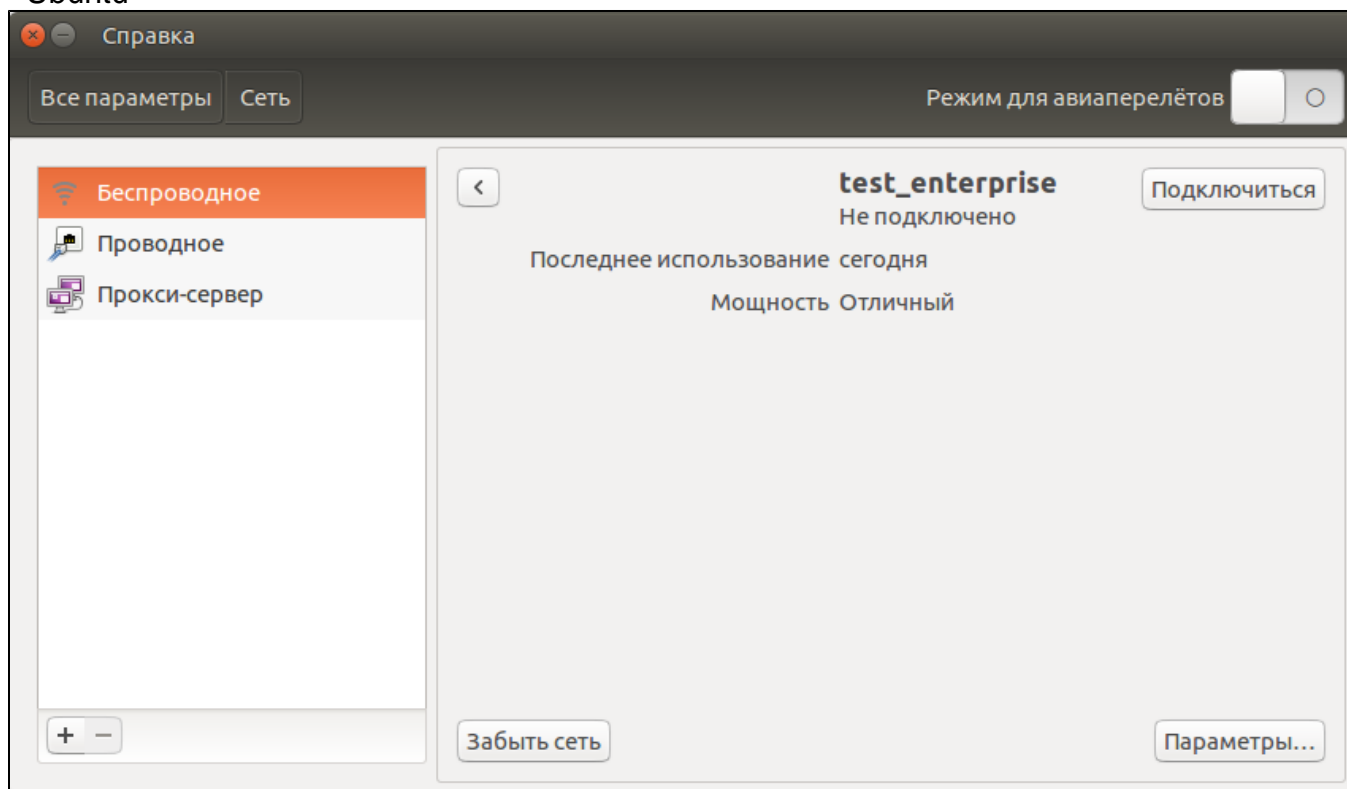 Ubuntu
Справка
Все параметры Сеть Режим для авиаперелётов
Беспроводное
Проводное
Прокси-сервер
test_enterprise Подключиться
Не подключено
Последнее использование сегодня
Мощность Отличный
+ −
Забыть сеть Параметры...